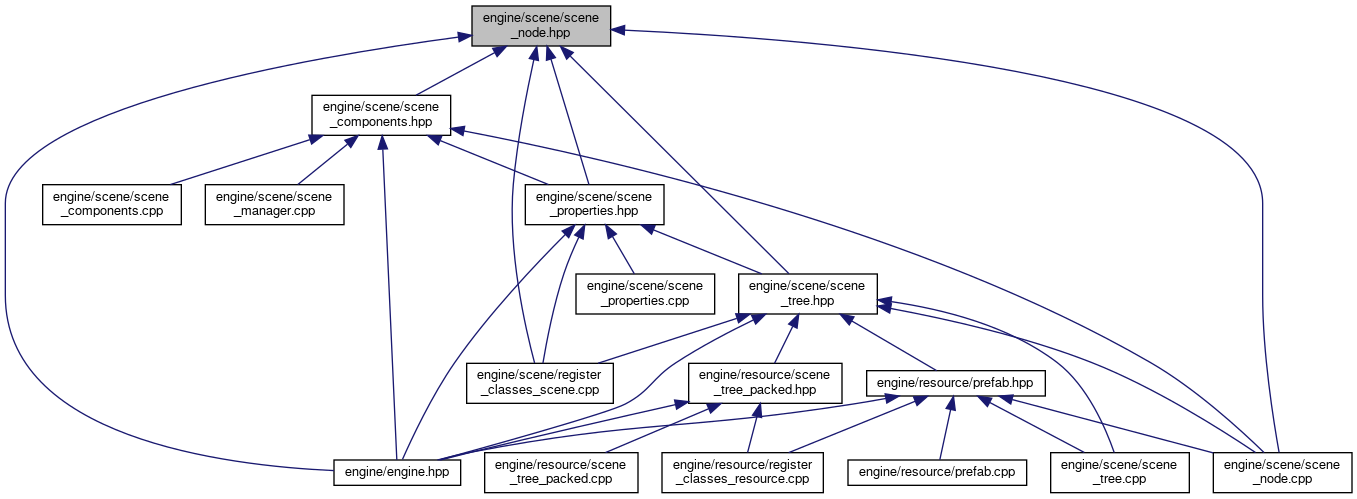 engine/scene/scene
_node.hpp
engine/scene/scene
_components.hpp
engine/scene/scene
_components.cpp
engine/scene/scene
_manager.cpp
engine/scene/scene
_properties.hpp
engine/scene/scene
_properties.cpp
engine/scene/scene
_tree.hpp
engine/scene/register
_classes_scene.cpp
engine/resource/scene
_tree_packed.hpp
engine/resource/prefab.hpp
engine/engine.hpp
engine/resource/scene
_tree_packed.cpp
engine/resource/register
_classes_resource.cpp
engine/resource/prefab.cpp
engine/scene/scene
_tree.cpp
engine/scene/scene
_node.cpp